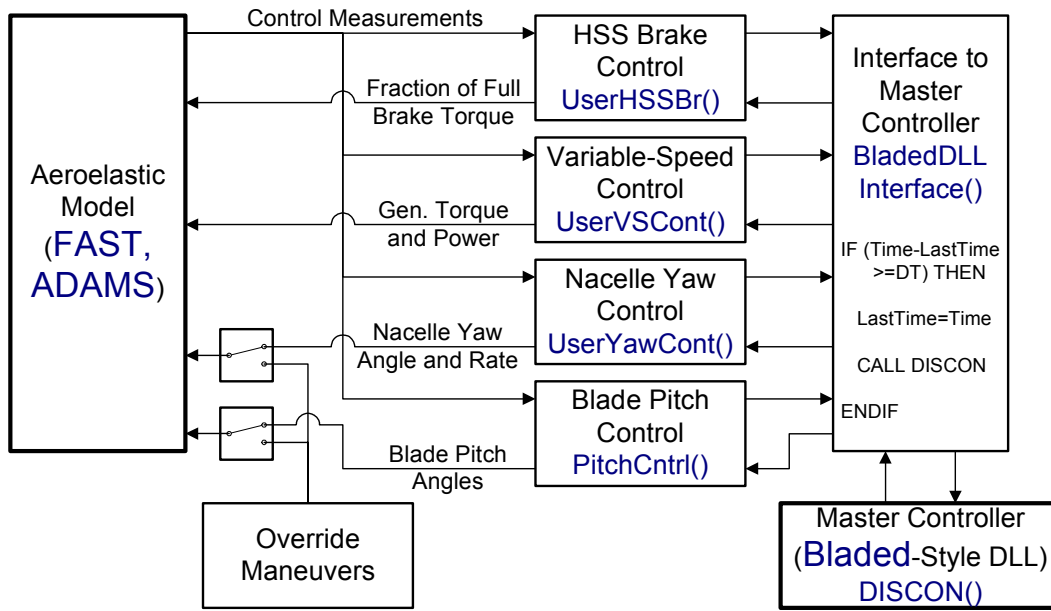 Control Measurements
Fraction of Full
Brake Torque
Gen. Torque
and Power
Nacelle Yaw
Angle and Rate
Blade Pitch
Angles
Aeroelastic
Model
(FAST,
ADAMS)
HSS Brake
Control
UserHSSBr()
Variable-Speed
Control
UserVSCont()
Nacelle Yaw
Control
UserYawCont()
Blade Pitch
Control
PitchCntrl()
Interface to
Master
Controller
BladedDLL
Interface()
IF (Time-LastTime
>=DT) THEN
LastTime=Time
CALL DISCON
ENDIF
Override
Maneuvers
Master Controller
(Bladed-Style DLL)
DISCON()